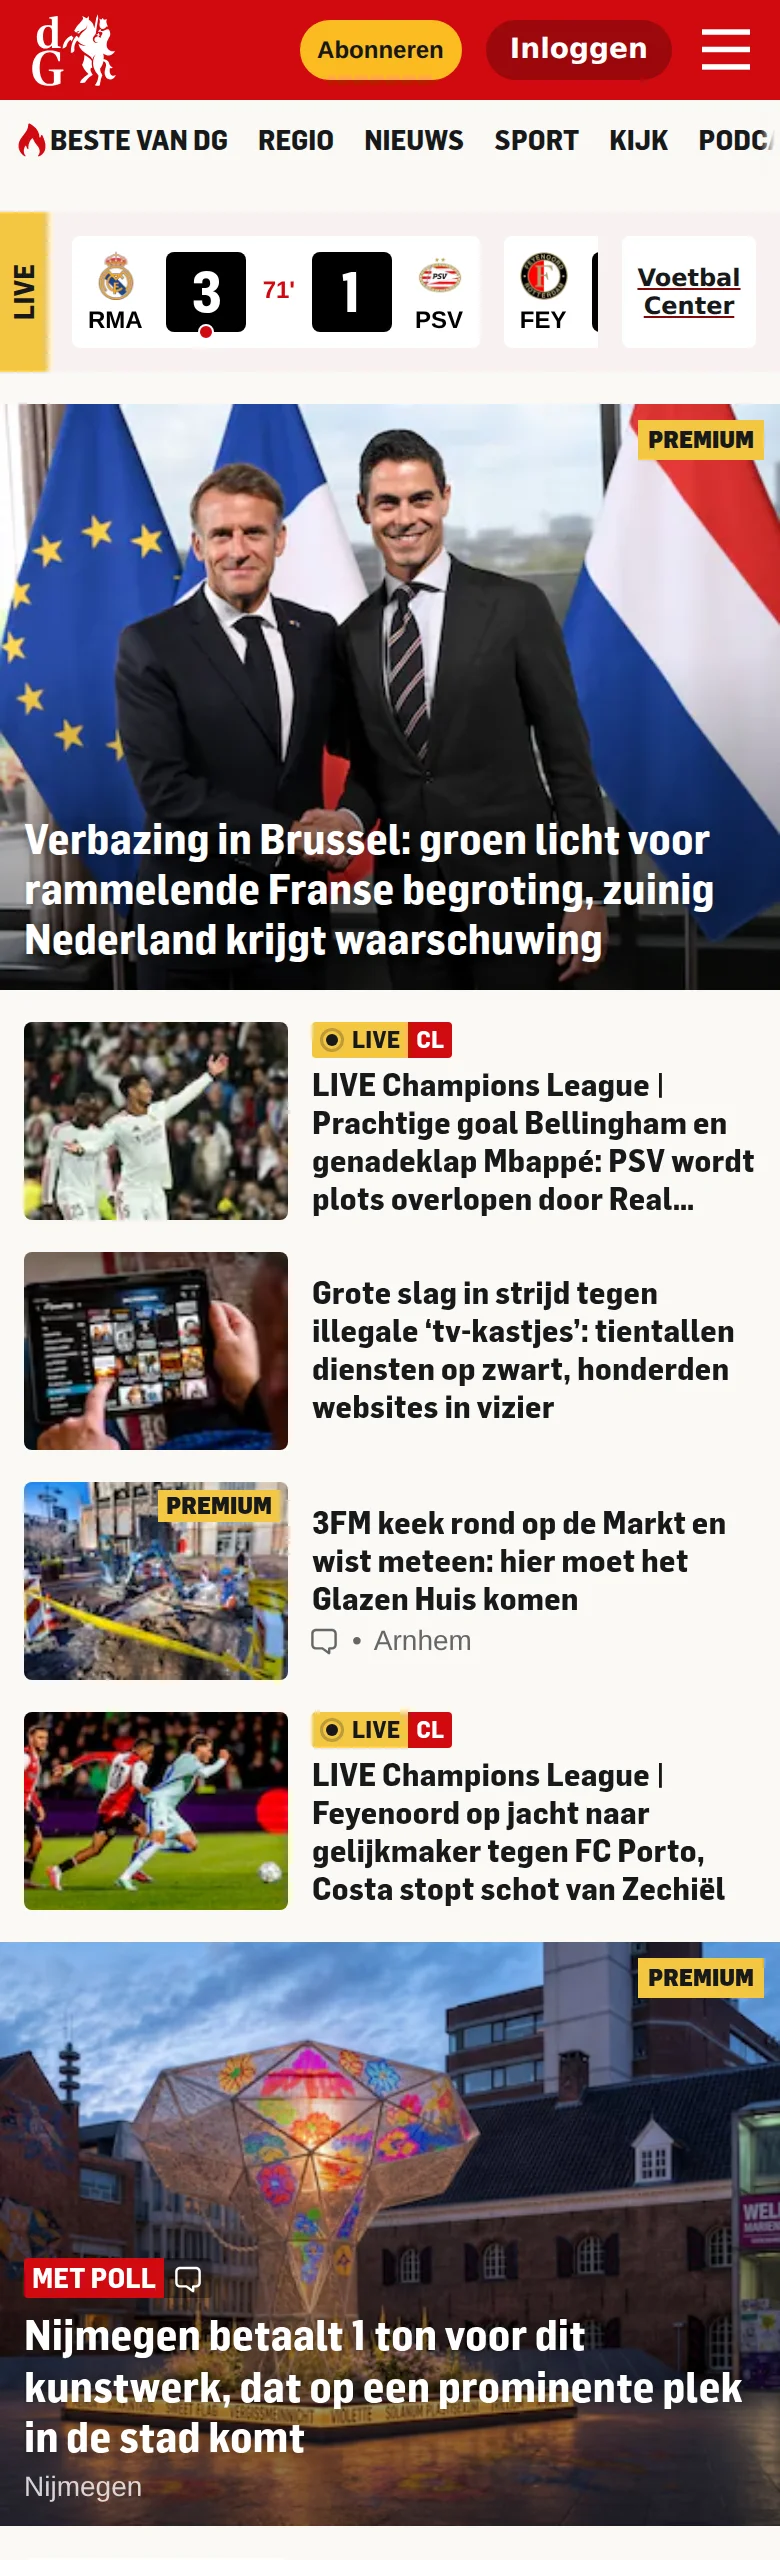 dG
Abonneren
Inloggen
BESTE VAN DG
REGIO
NIEUWS
SPORT
KIJK
PODCA
LIVE
RMA
3
71'
1
PSV
PSV
FEY
Voetbal
Center
PREMIUM
Verbazing in Brussel: groen licht voor
rammelende Franse begroting, zuinig
Nederland krijgt waarschuwing
LIVE CL
LIVE Champions League |
Prachtige goal Bellingham en
genadeklap Mbappé: PSV wordt
plots overlopen door Real...
Grote slag in strijd tegen
illegale ‘tv-kastjes’: tientallen
diensten op zwart, honderden
websites in vizier
PREMIUM
3FM keek rond op de Markt en
wist meteen: hier moet het
Glazen Huis komen
• Arnhem
LIVE CL
LIVE Champions League |
Feyenoord op jacht naar
gelijkmaker tegen FC Porto,
Costa stopt schot van Zechiël
PREMIUM
MET POLL
Nijmegen betaalt 1 ton voor dit
kunstwerk, dat op een prominente plek
in de stad komt
Nijmegen